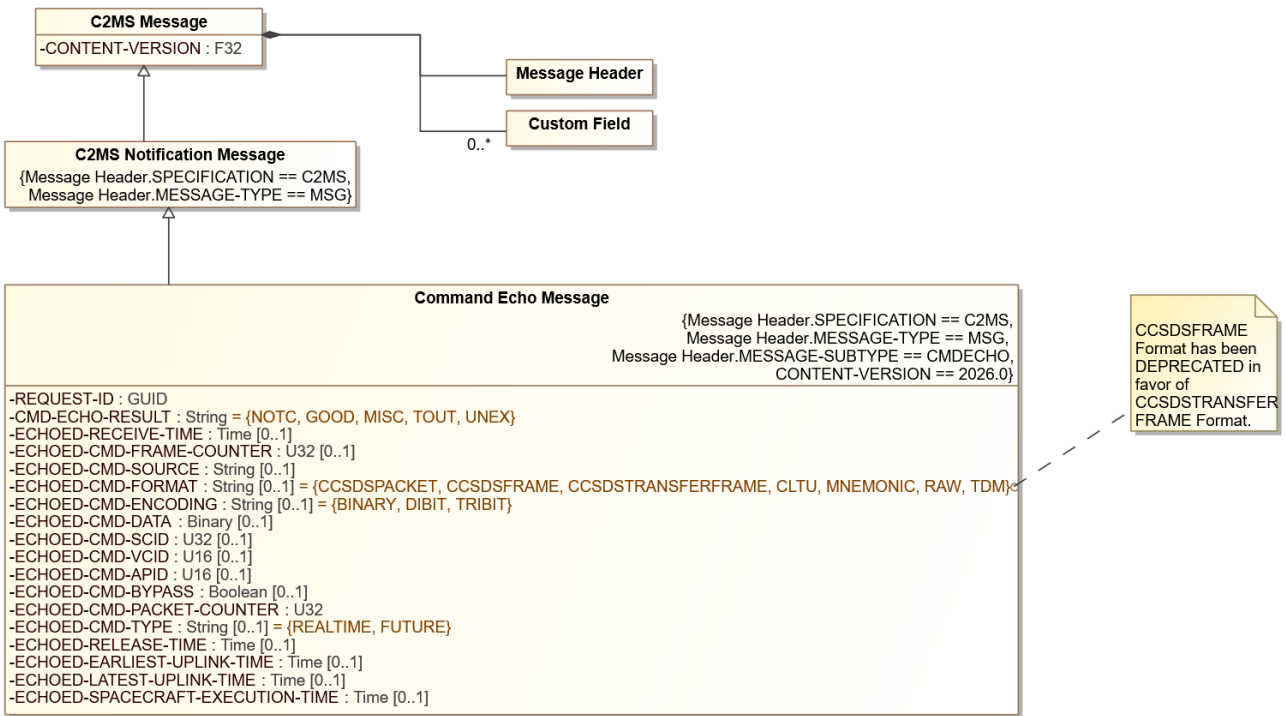 C2MS Message
-CONTENT-VERSION : F32
Message Header
Custom Field
0..*
C2MS Notification Message
{Message Header.SPECIFICATION == C2MS,
Message Header.MESSAGE-TYPE == MSG}
Command Echo Message
{Message Header.SPECIFICATION == C2MS,
Message Header.MESSAGE-TYPE == MSG,
Message Header.MESSAGE-SUBTYPE == CMDECHO,
CONTENT-VERSION == 2026.0}
-REQUEST-ID : GUID
-CMD-ECHO-RESULT : String = {NOTC, GOOD, MISC, TOUT, UNEX}
-ECHOED-RECEIVE-TIME : Time [0..1]
-ECHOED-CMD-FRAME-COUNTER : U32 [0..1]
-ECHOED-CMD-SOURCE : String [0..1]
-ECHOED-CMD-FORMAT : String [0..1] = {CCSDSPACKET, CCSDSFRAME, CCSDSTRANSFERFRAME, CLTU, MNEMONIC, RAW, TDM}
-ECHOED-CMD-ENCODING : String [0..1] = {BINARY, DIBIT, TRIBIT}
-ECHOED-CMD-DATA : Binary [0..1]
-ECHOED-CMD-SCID : U32 [0..1]
-ECHOED-CMD-VCID : U16 [0..1]
-ECHOED-CMD-APID : U16 [0..1]
-ECHOED-CMD-BYPASS : Boolean [0..1]
-ECHOED-CMD-PACKET-COUNTER : U32
-ECHOED-CMD-TYPE : String [0..1] = {REALTIME, FUTURE}
-ECHOED-RELEASE-TIME : Time [0..1]
-ECHOED-EARLIEST-UPLINK-TIME : Time [0..1]
-ECHOED-LATEST-UPLINK-TIME : Time [0..1]
-ECHOED-SPACECRAFT-EXECUTION-TIME : Time [0..1]
CCSDSFRAME
Format has been
DEPRECATED in
favor of
CCSDSTRANSFER
FRAME Format.